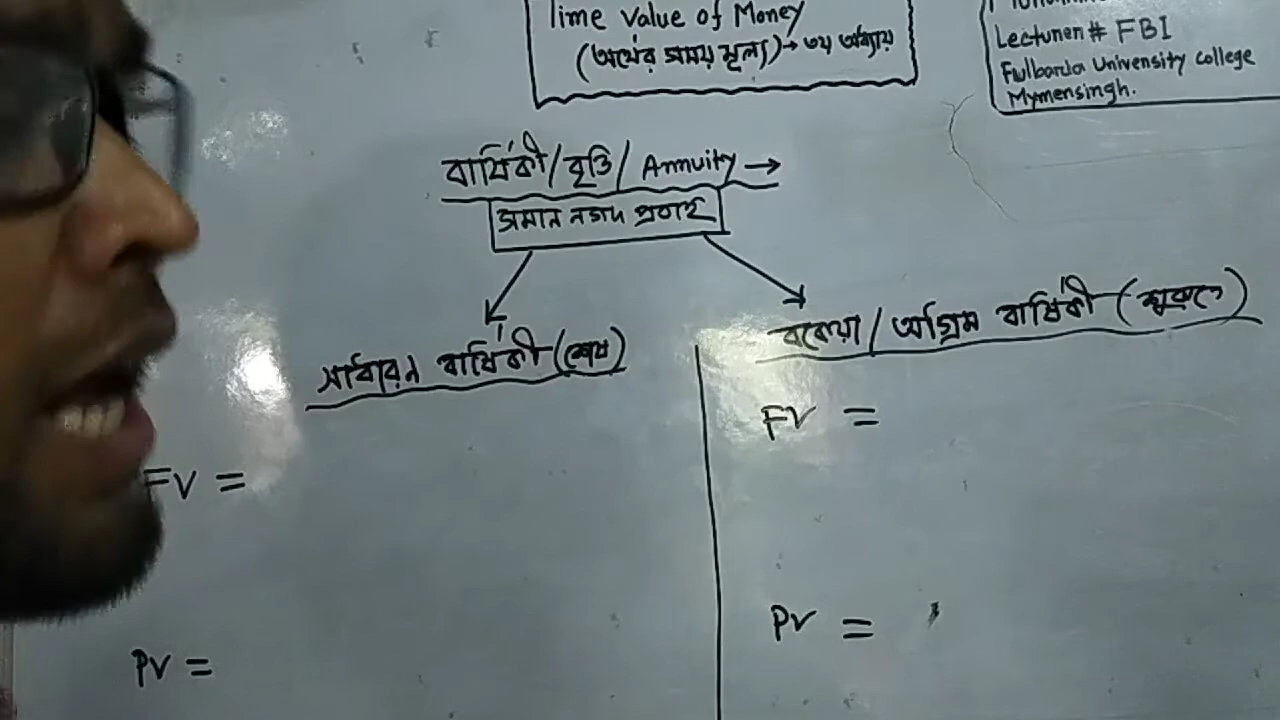 Time Value of Money
(অর্থের সময় মূল্য)→ ৩য় অধ্যায়
Lecturer# FBI
Fulbaria University College
Mymensingh.
বার্ষিকী/বৃত্তি/ Annuity →
সমান নগদ প্রবাহ
সাধারন বার্ষিকী (শেষ)
বকেয়া/অগ্রিম বার্ষিকী (শুরুতে)
FV =
FV =
PV =
PV =